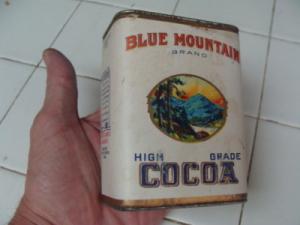 BLUE MOUNTAIN
BRAND
HIGH GRADE
COCOA